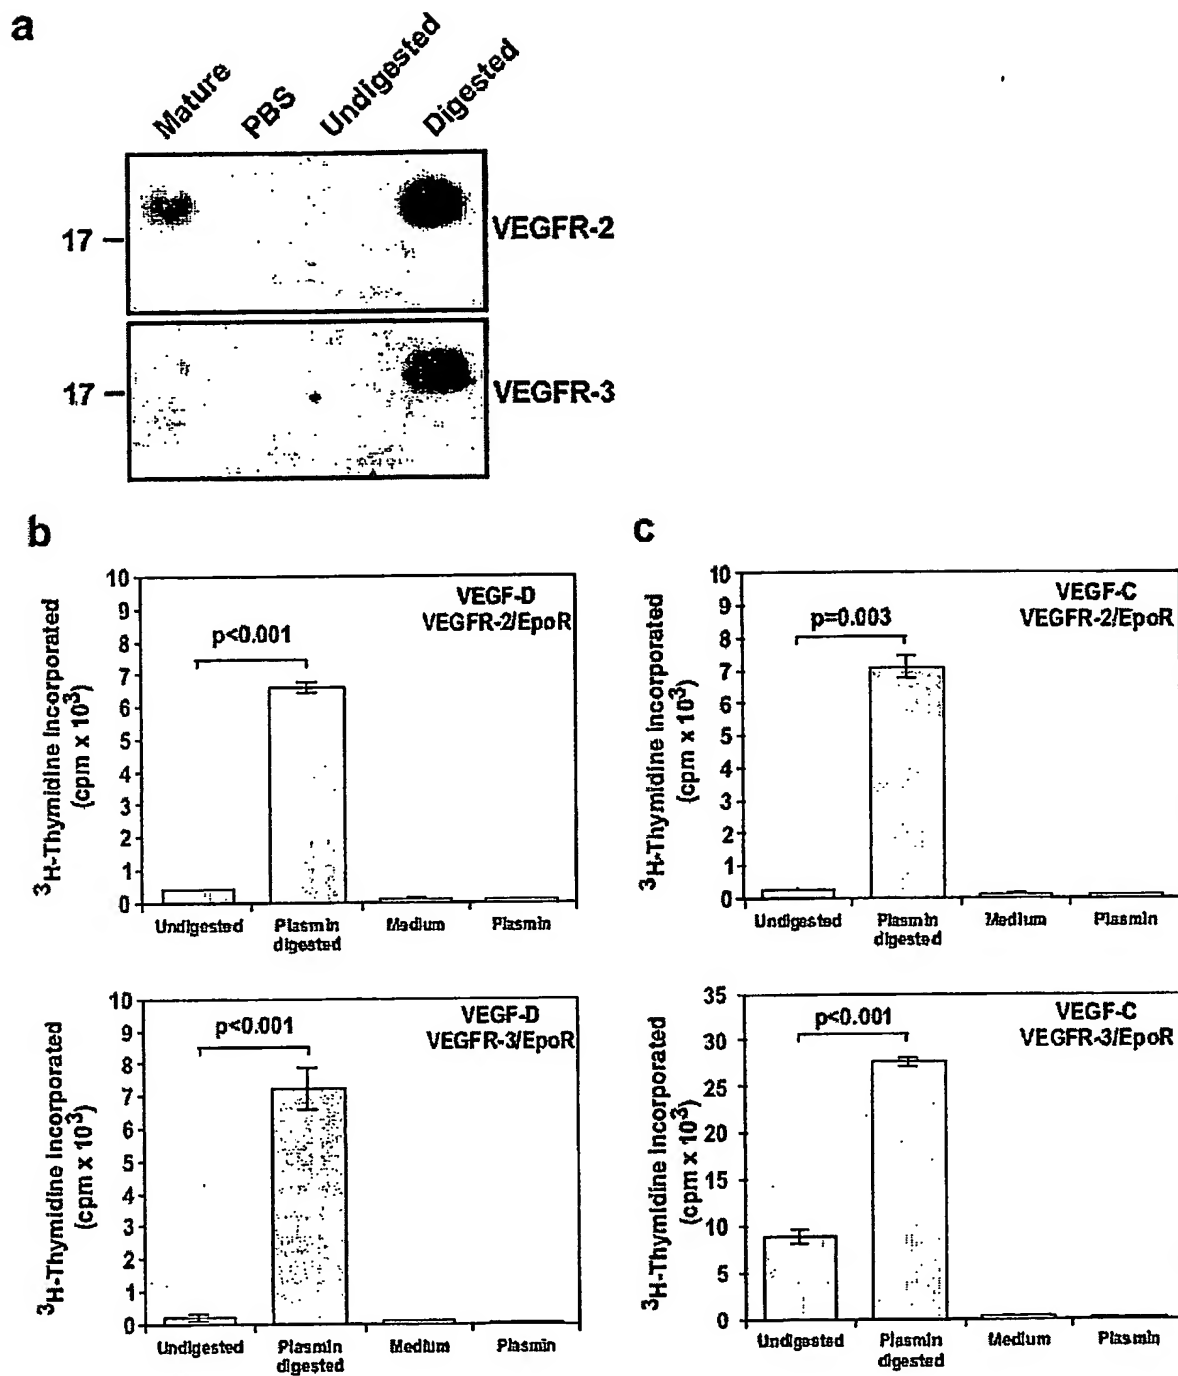 a
Mature
PBS
Undigested
Digested
17
VEGFR-2
17
VEGFR-3
b
VEGF-D
VEGFR-2/EpoR
p<0.001
³H-Thymidine Incorporated
(cpm x 10³)
10
9
8
7
6
5
4
3
2
1
0
Undigested
Plasmin
digested
Medium
Plasmin
c
VEGF-C
VEGFR-2/EpoR
p=0.003
³H-Thymidine Incorporated
(cpm x 10³)
10
9
8
7
6
5
4
3
2
1
0
Undigested
Plasmin
digested
Medium
Plasmin
VEGF-D
VEGFR-3/EpoR
p<0.001
³H-Thymidine Incorporated
(cpm x 10³)
10
9
8
7
6
5
4
3
2
1
0
Undigested
Plasmin
digested
Medium
Plasmin
VEGF-C
VEGFR-3/EpoR
p<0.001
³H-Thymidine Incorporated
(cpm x 10³)
35
30
25
20
15
10
5
0
Undigested
Plasmin
digested
Medium
Plasmin